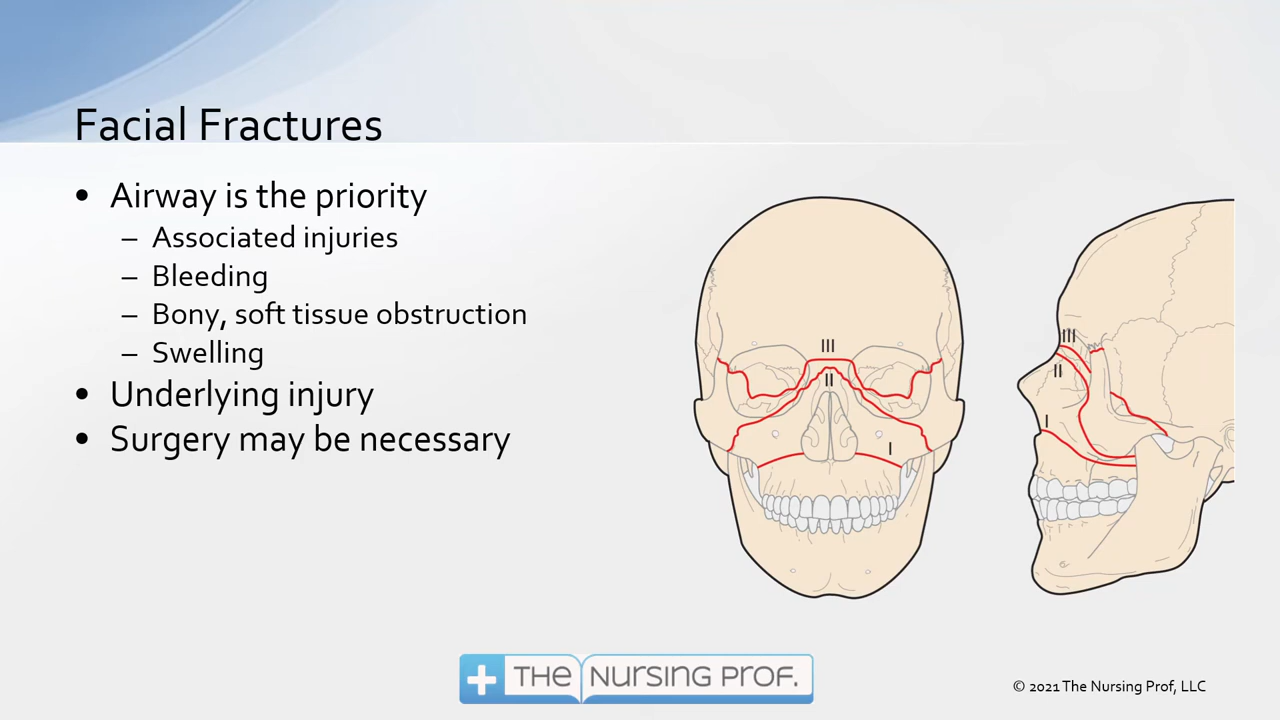 Facial Fractures
• Airway is the priority
– Associated injuries
– Bleeding
– Bony, soft tissue obstruction
– Swelling
• Underlying injury
• Surgery may be necessary
III
II
I
III
II
I
THE NURSING PROF.
© 2021 The Nursing Prof, LLC